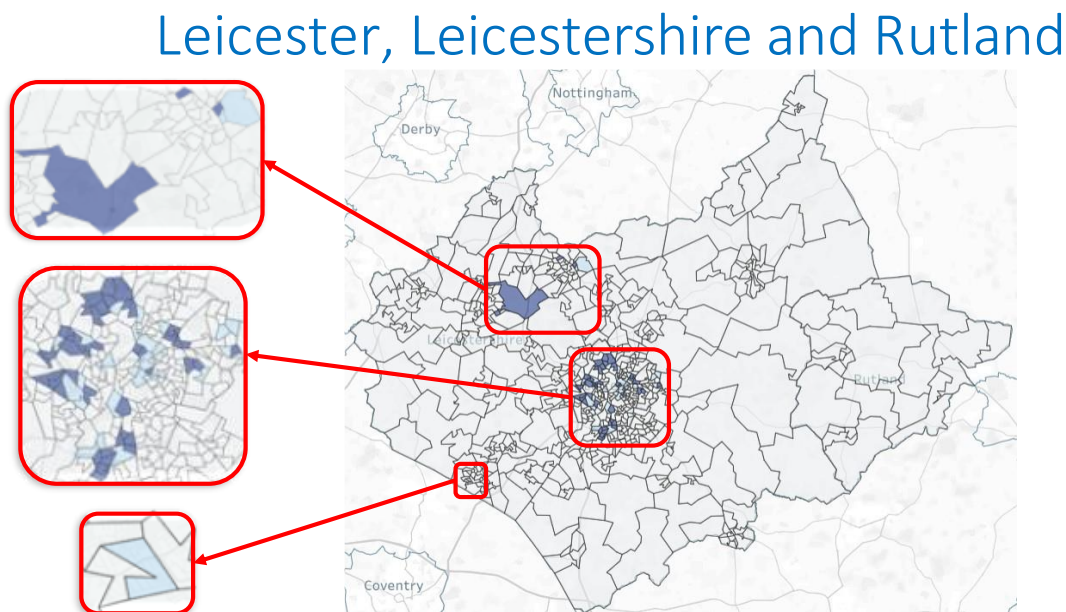 Leicester, Leicestershire and Rutland
Nottingham
Derby
Leicestershire
Rutland
Coventry